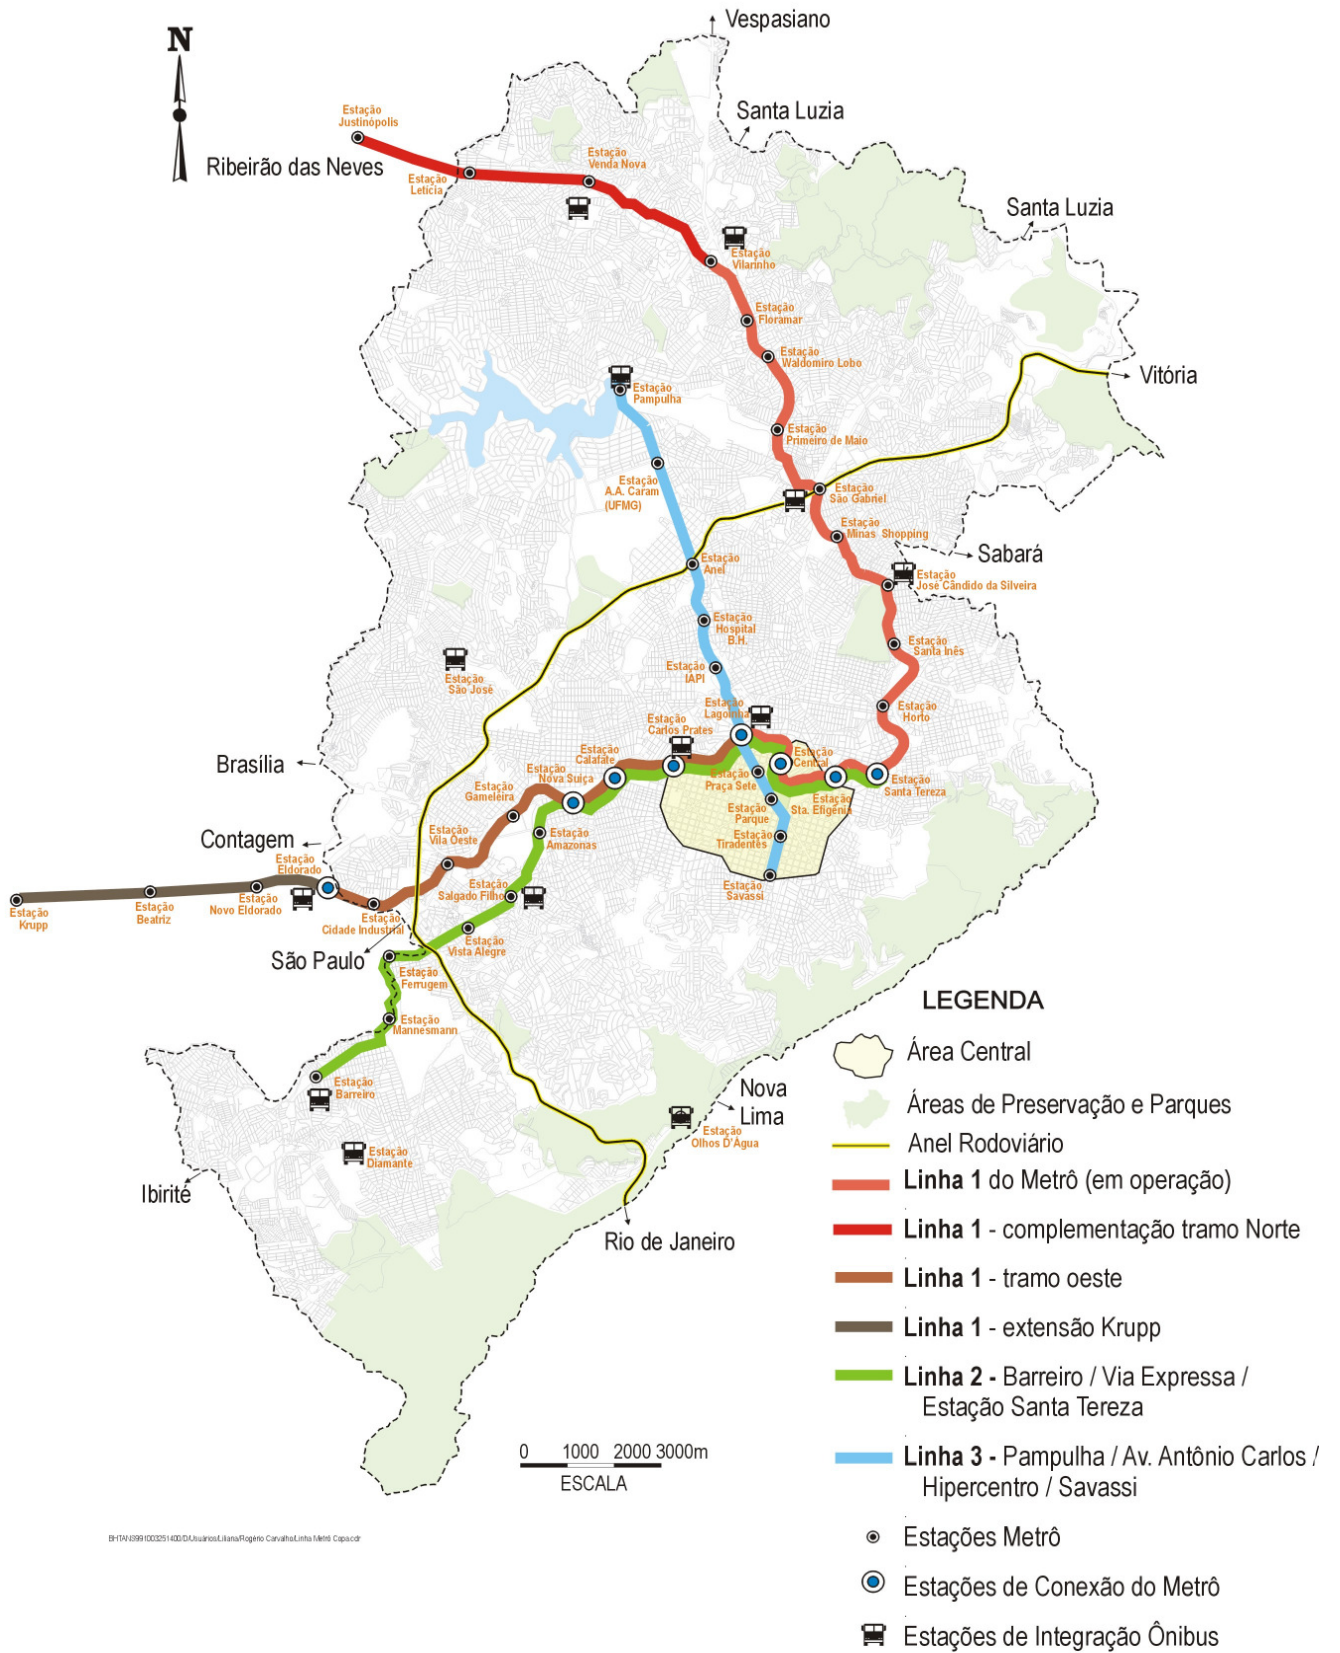 Vespasiano
N
Santa Luzia
Estação
Justinópolis
Ribeirão das Neves
Estação
Letícia
Estação
Venda Nova
Santa Luzia
Estação
Vilarinho
Estação
Floramar
Estação
Waldomiro Lobo
Vitória
Estação
Pampulha
Estação
Primeiro de Maio
Estação
A.A. Caram
(UFMG)
Estação
São Gabriel
Estação
Minas Shopping
Sabará
Estação
Anel
Estação
José Cândido da Silveira
Estação
Hospital
B.H.
Estação
Santa Inês
Estação
IAPI
Estação
São José
Estação
Horto
Estação
Lagoinha
Estação
Carlos Prates
Estação
Calafate
Estação
Central
Brasília
Estação
Nova Suiça
Estação
Praça Sete
Estação
Santa Tereza
Estação
Gameleira
Estação
Sta. Efigênia
Estação
Parque
Estação
Vila Oeste
Estação
Amazonas
Estação
Tiradentes
Contagem
Estação
Eldorado
Estação
Salgado Filho
Estação
Savassi
Estação
Krupp
Estação
Beatriz
Estação
Novo Eldorado
Estação
Cidade Industrial
Estação
Vista Alegre
São Paulo
Estação
Ferrugem
Estação
Mannesmann
Estação
Barreiro
Nova
Lima
Estação
Olhos D'Água
Estação
Diamante
Ibirité
Rio de Janeiro
LEGENDA
Área Central
Áreas de Preservação e Parques
Anel Rodoviário
Linha 1 do Metrô (em operação)
Linha 1 - complementação tramo Norte
Linha 1 - tramo oeste
Linha 1 - extensão Krupp
Linha 2 - Barreiro / Via Expressa /
Estação Santa Tereza
Linha 3 - Pampulha / Av. Antônio Carlos /
Hipercentro / Savassi
Estações Metrô
Estações de Conexão do Metrô
Estações de Integração Ônibus
0 1000 2000 3000m
ESCALA